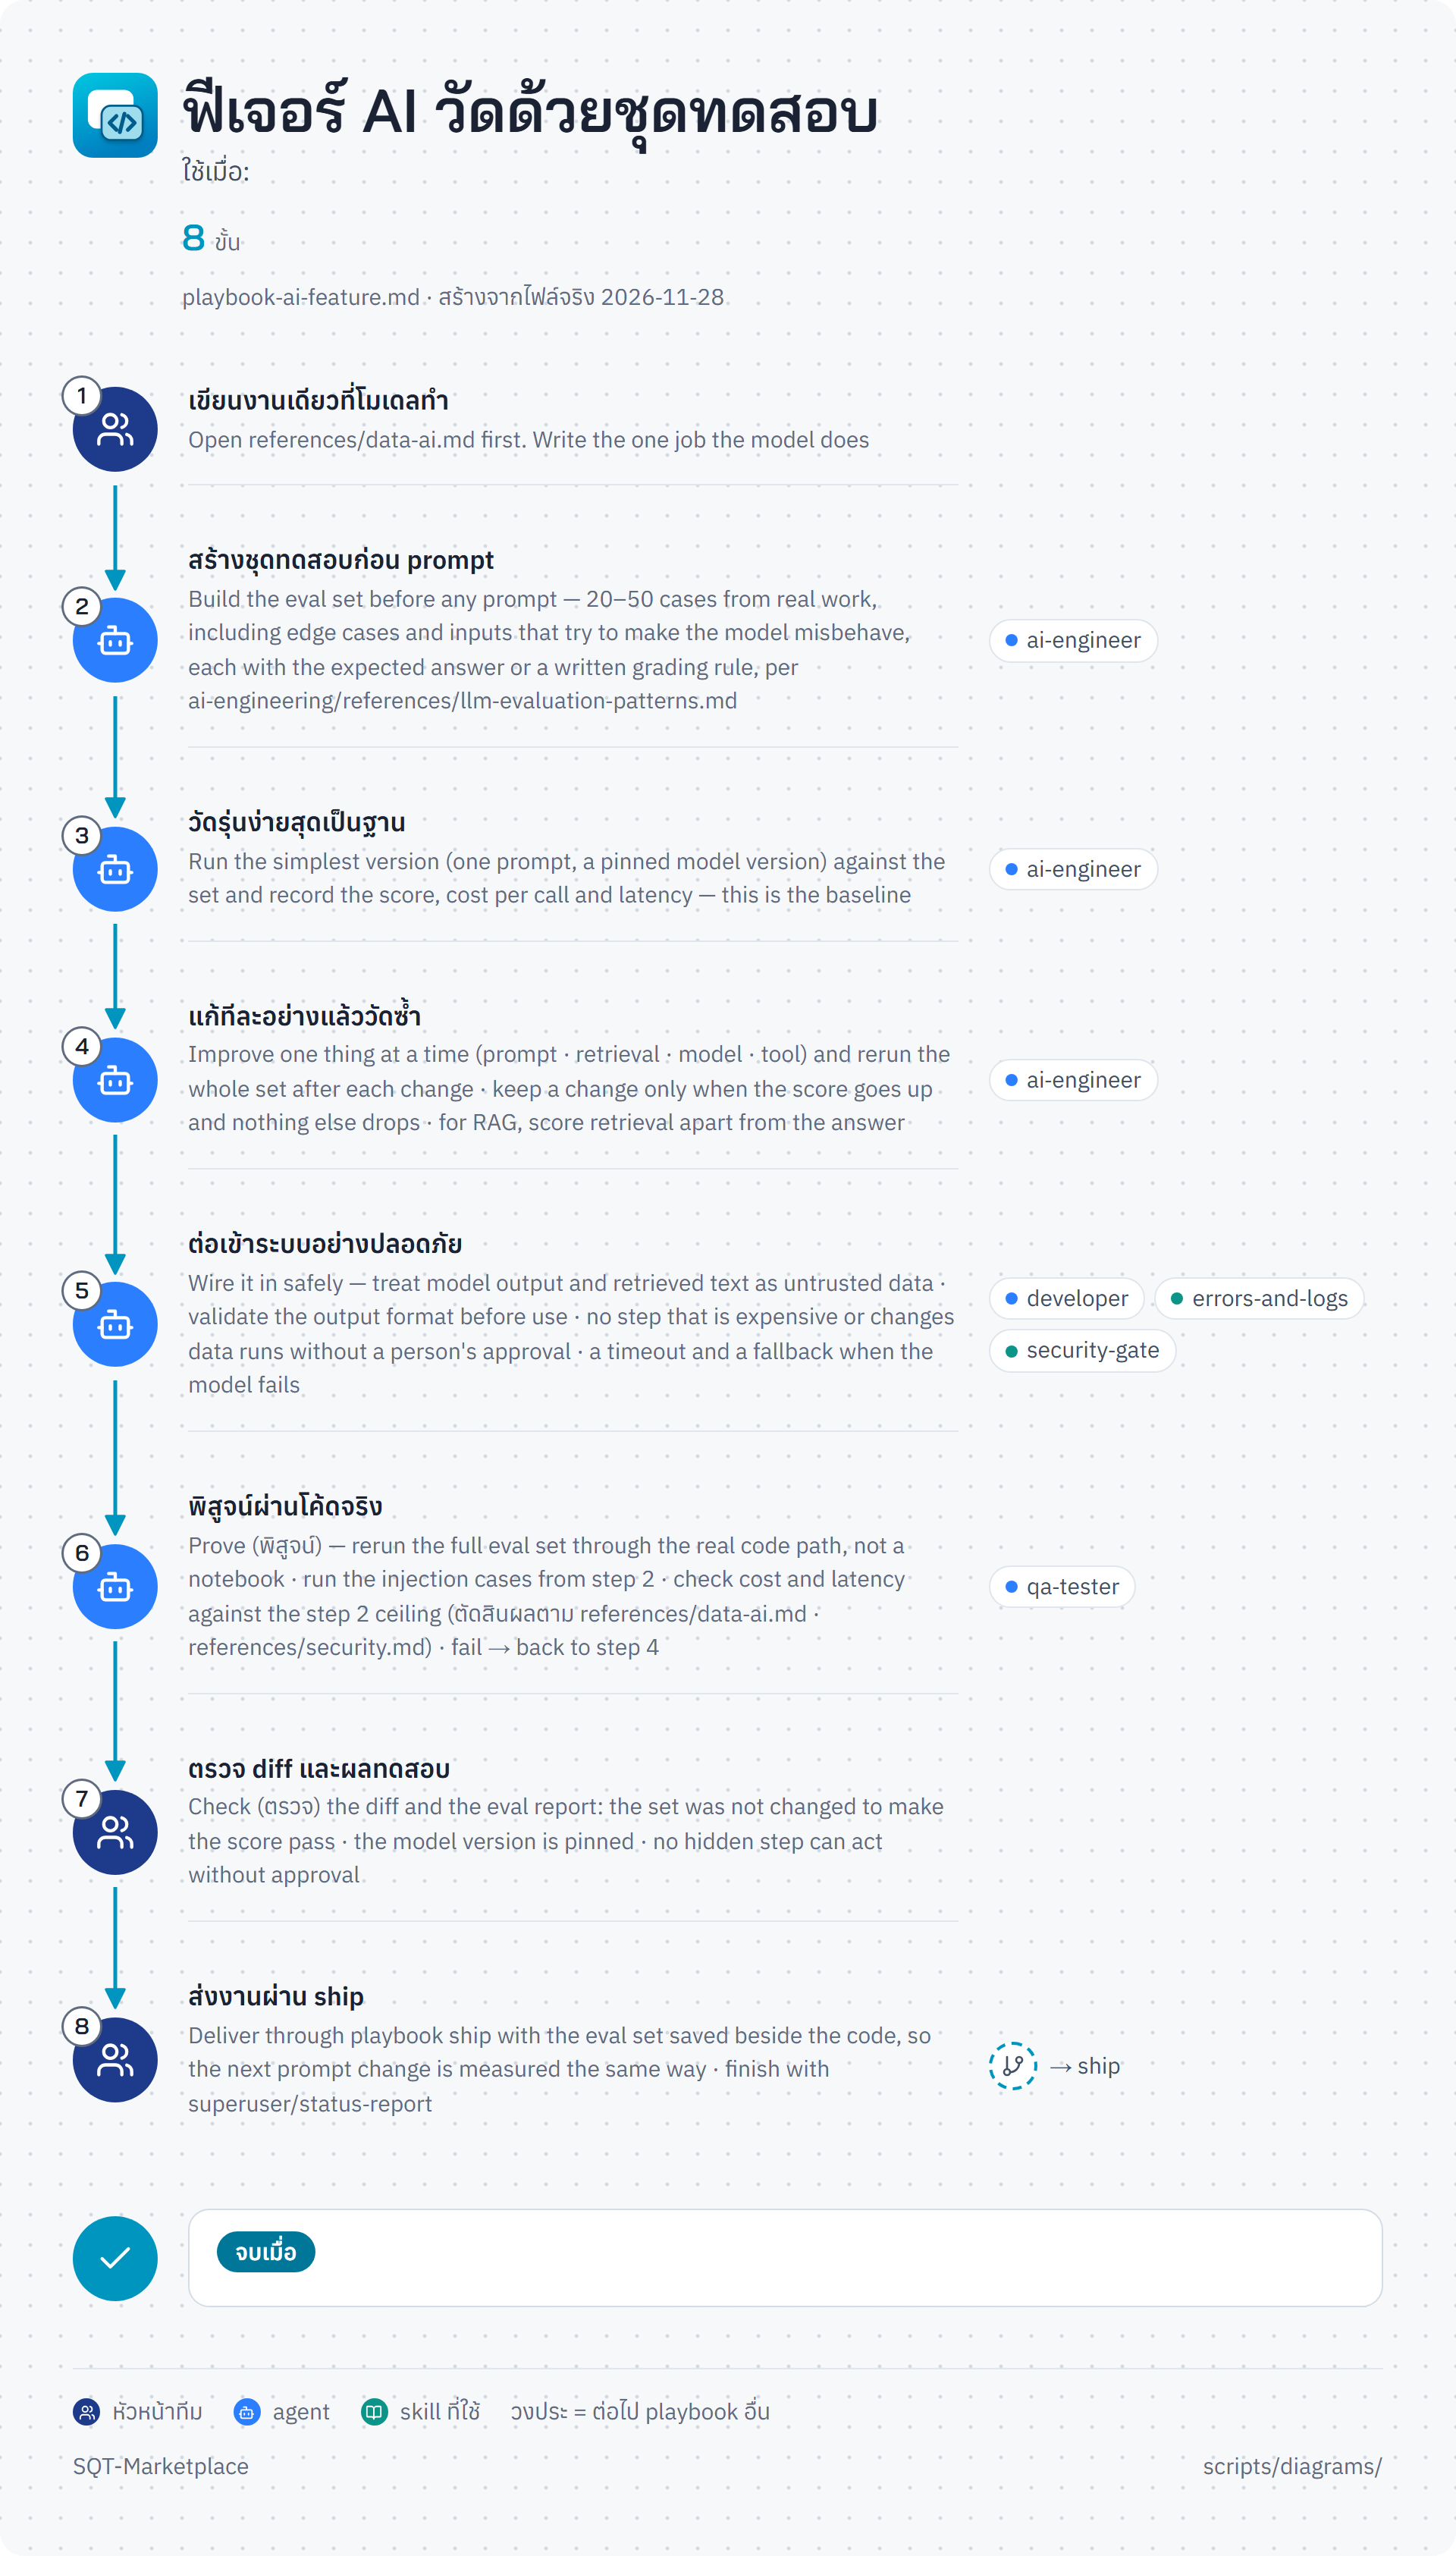 ฟีเจอร์ AI วัดด้วยชุดทดสอบ
ใช้เมื่อ:
8 ขั้น
playbook-ai-feature.md · สร้างจากไฟล์จริง 2026-11-28
1
เขียนงานเดียวที่โมเดลทำ
Open references/data-ai.md first. Write the one job the model does
2
สร้างชุดทดสอบก่อน prompt
Build the eval set before any prompt — 20–50 cases from real work,
including edge cases and inputs that try to make the model misbehave,
each with the expected answer or a written grading rule, per
ai-engineering/references/llm-evaluation-patterns.md
ai-engineer
3
วัดรุ่นง่ายสุดเป็นฐาน
Run the simplest version (one prompt, a pinned model version) against the
set and record the score, cost per call and latency — this is the baseline
ai-engineer
4
แก้ทีละอย่างแล้ววัดซ้ำ
Improve one thing at a time (prompt · retrieval · model · tool) and rerun the
whole set after each change · keep a change only when the score goes up
and nothing else drops · for RAG, score retrieval apart from the answer
ai-engineer
5
ต่อเข้าระบบอย่างปลอดภัย
Wire it in safely — treat model output and retrieved text as untrusted data ·
validate the output format before use · no step that is expensive or changes
data runs without a person's approval · a timeout and a fallback when the
model fails
developer errors-and-logs
security-gate
6
พิสูจน์ผ่านโค้ดจริง
Prove (พิสูจน์) — rerun the full eval set through the real code path, not a
notebook · run the injection cases from step 2 · check cost and latency
against the step 2 ceiling (ตัดสินผลตาม references/data-ai.md ·
references/security.md) · fail → back to step 4
qa-tester
7
ตรวจ diff และผลทดสอบ
Check (ตรวจ) the diff and the eval report: the set was not changed to make
the score pass · the model version is pinned · no hidden step can act
without approval
8
ส่งงานผ่าน ship
Deliver through playbook ship with the eval set saved beside the code, so
the next prompt change is measured the same way · finish with
superuser/status-report
→ ship
จบเมื่อ
หัวหน้าทีม agent skill ที่ใช้ วงประ = ต่อไป playbook อื่น
SQT-Marketplace scripts/diagrams/